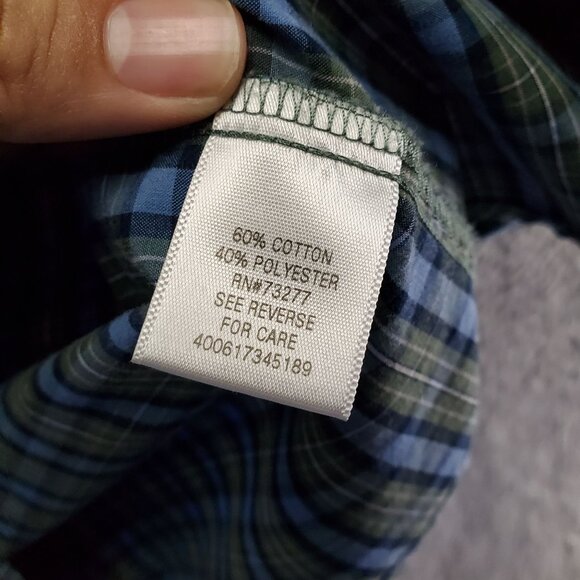 60% COTTON
40% POLYESTER
RN#73277
SEE REVERSE
FOR CARE
400617345189